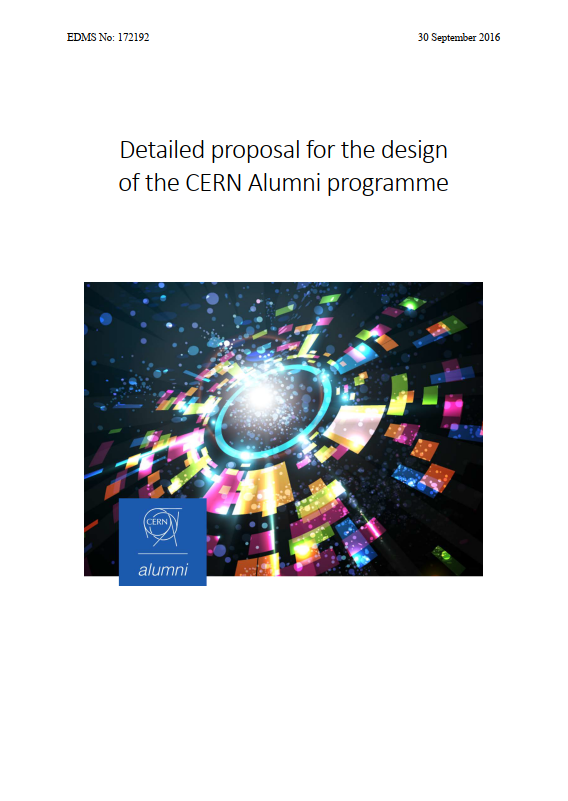 EDMS No: 172192 30 September 2016
Detailed proposal for the design
of the CERN Alumni programme
CERN
alumni